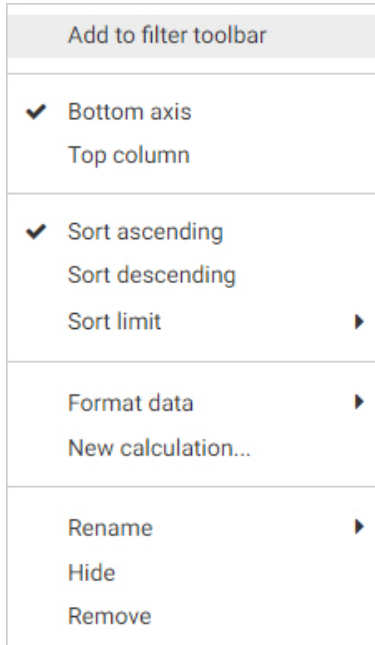 Add to filter toolbar
Bottom axis
Top column
Sort ascending
Sort descending
Sort limit
Format data
New calculation...
Rename
Hide
Remove